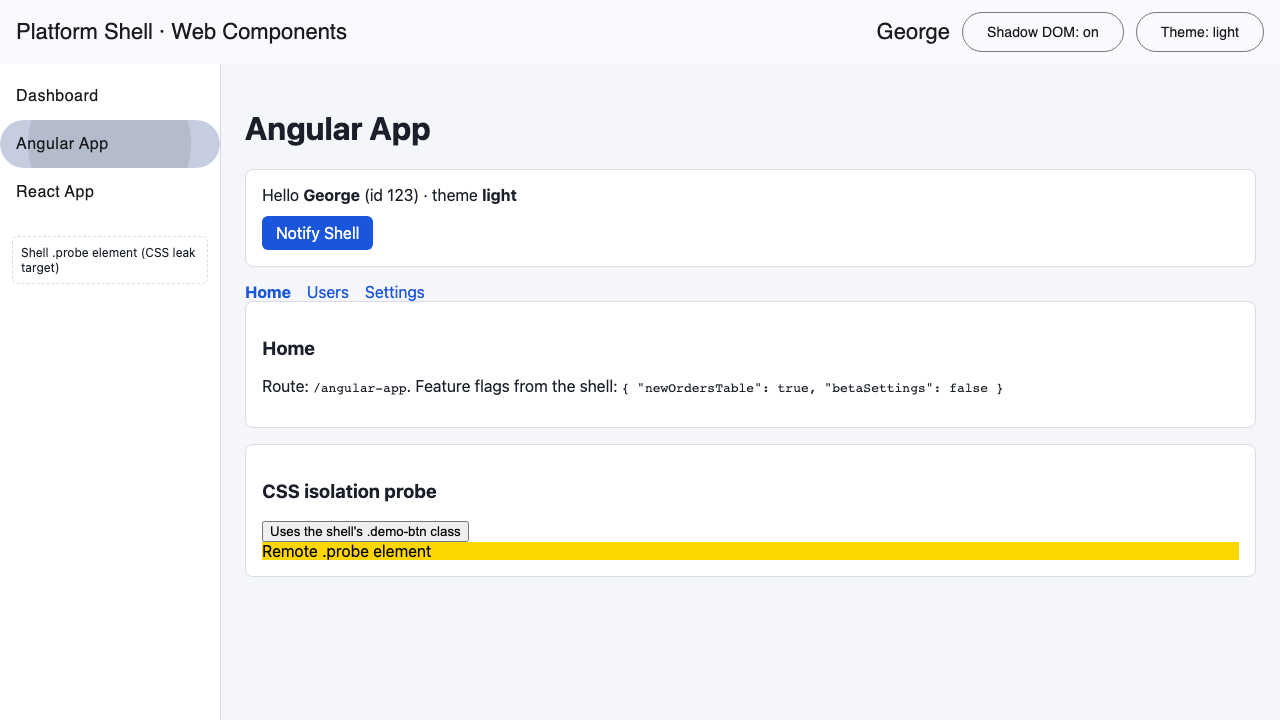 Platform Shell · Web Components
George
Shadow DOM: on
Theme: light
Dashboard
Angular App
React App
Shell .probe element (CSS leak
target)
Angular App
Hello George (id 123) · theme light
Notify Shell
Home Users Settings
Home
Route: /angular-app. Feature flags from the shell: { "newOrdersTable": true, "betaSettings": false }
CSS isolation probe
Uses the shell's .demo-btn class
Remote .probe element